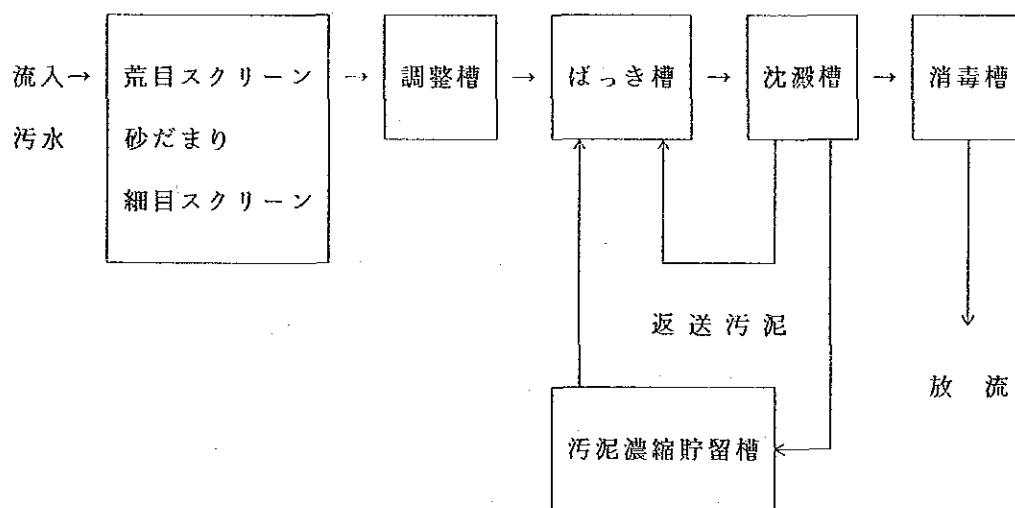 流入→ 荒目スクリーン → 調整槽 → ばっき槽 → 沈澱槽 → 消毒槽
汚水 砂だまり
細目スクリーン
返送汚泥
放 流
汚泥濃縮貯留槽